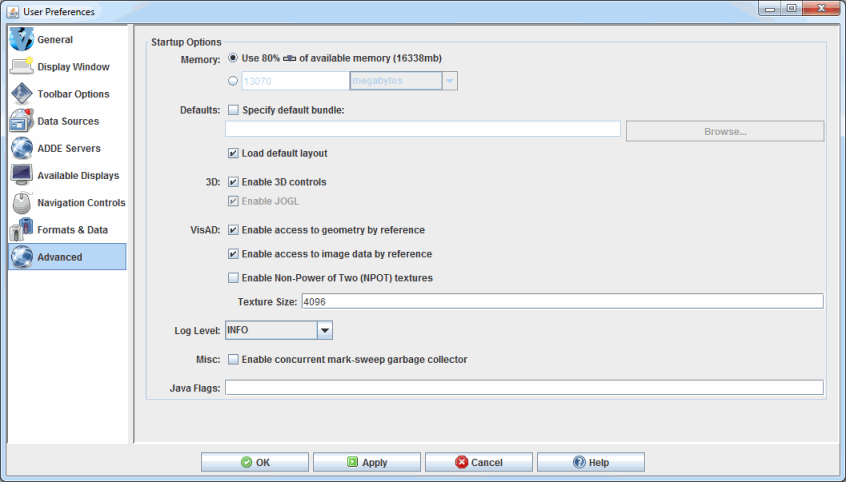 User Preferences
General
Display Window
Toolbar Options
Data Sources
ADDE Servers
Available Displays
Navigation Controls
Formats & Data
Advanced
Startup Options
Memory: Use 80% of available memory (16338mb)
13070 megabytes
Defaults: Specify default bundle:
Browse...
Load default layout
3D: Enable 3D controls
Enable JOGL
VisAD: Enable access to geometry by reference
Enable access to image data by reference
Enable Non-Power of Two (NPOT) textures
Texture Size: 4096
Log Level: INFO
Misc: Enable concurrent mark-sweep garbage collector
Java Flags:
OK Apply Cancel Help